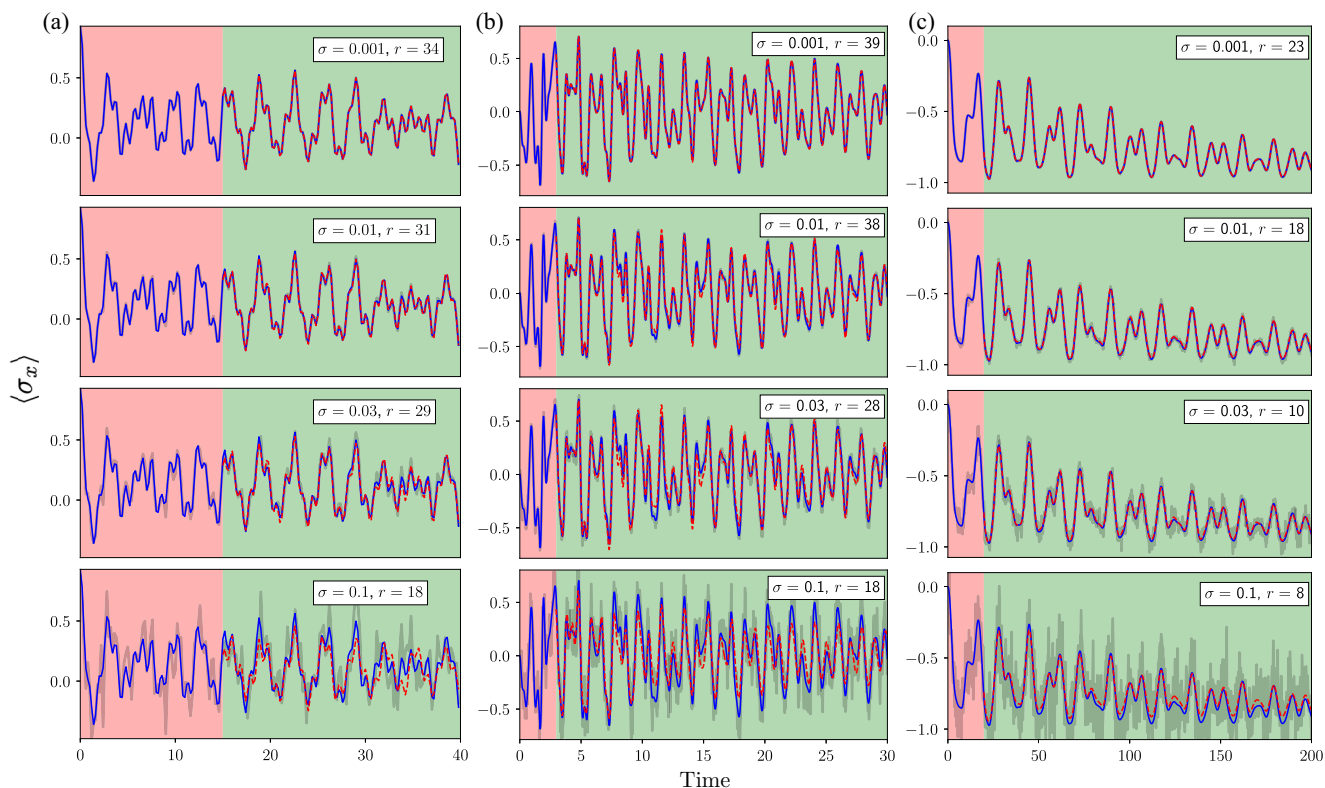 (a)
(b)
(c)
⟨σ_x⟩
0.5
0.0
σ = 0.001, r = 34
0.5
0.0
σ = 0.01, r = 31
0.5
0.0
σ = 0.03, r = 29
0.5
0.0
σ = 0.1, r = 18
0 10 20 30 40
0.5
0.0
−0.5
σ = 0.001, r = 39
0.5
0.0
−0.5
σ = 0.01, r = 38
0.5
0.0
−0.5
σ = 0.03, r = 28
0.5
0.0
−0.5
σ = 0.1, r = 18
0 5 10 15 20 25 30
Time
0.0
−0.5
−1.0
σ = 0.001, r = 23
0.0
−0.5
−1.0
σ = 0.01, r = 18
0.0
−0.5
−1.0
σ = 0.03, r = 10
0.0
−0.5
−1.0
σ = 0.1, r = 8
0 50 100 150 200